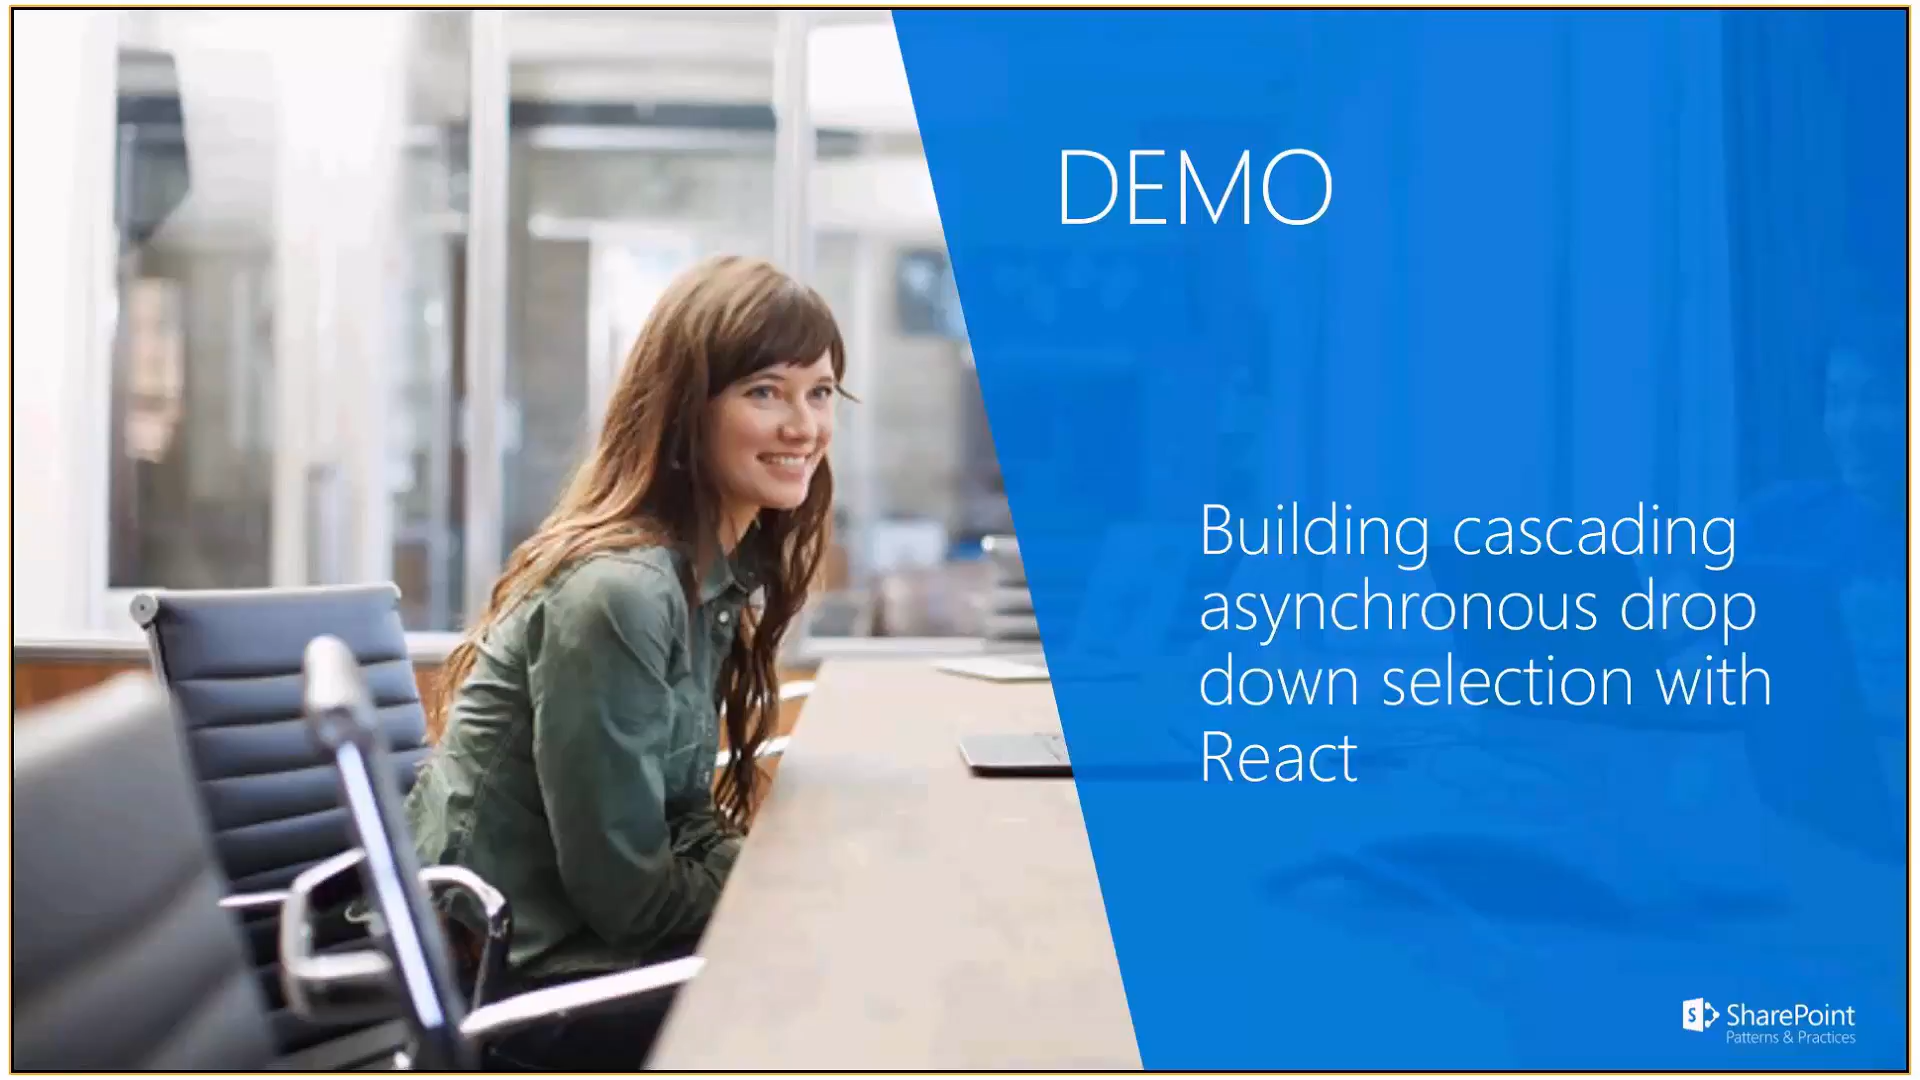 DEMO
Building cascading
asynchronous drop
down selection with
React
S
SharePoint
Patterns & Practices